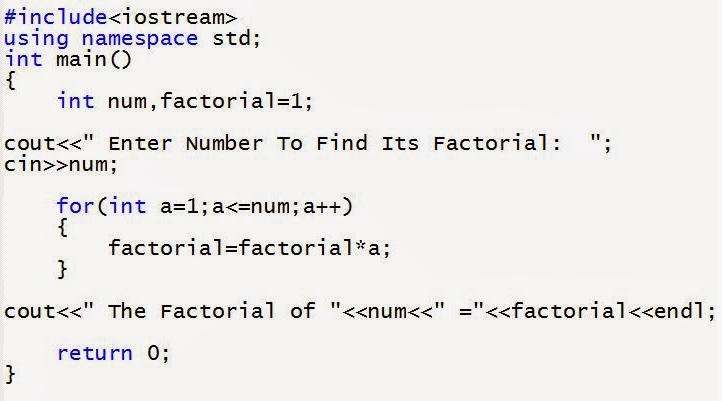 #include<iostream>
using namespace std;
int main()
{
    int num,factorial=1;
cout<<" Enter Number To Find Its Factorial:  ";
cin>>num;
    for(int a=1;a<=num;a++)
    {
        factorial=factorial*a;
    }
cout<<" The Factorial of "<<num<<" ="<<factorial<<endl;
    return 0;
}